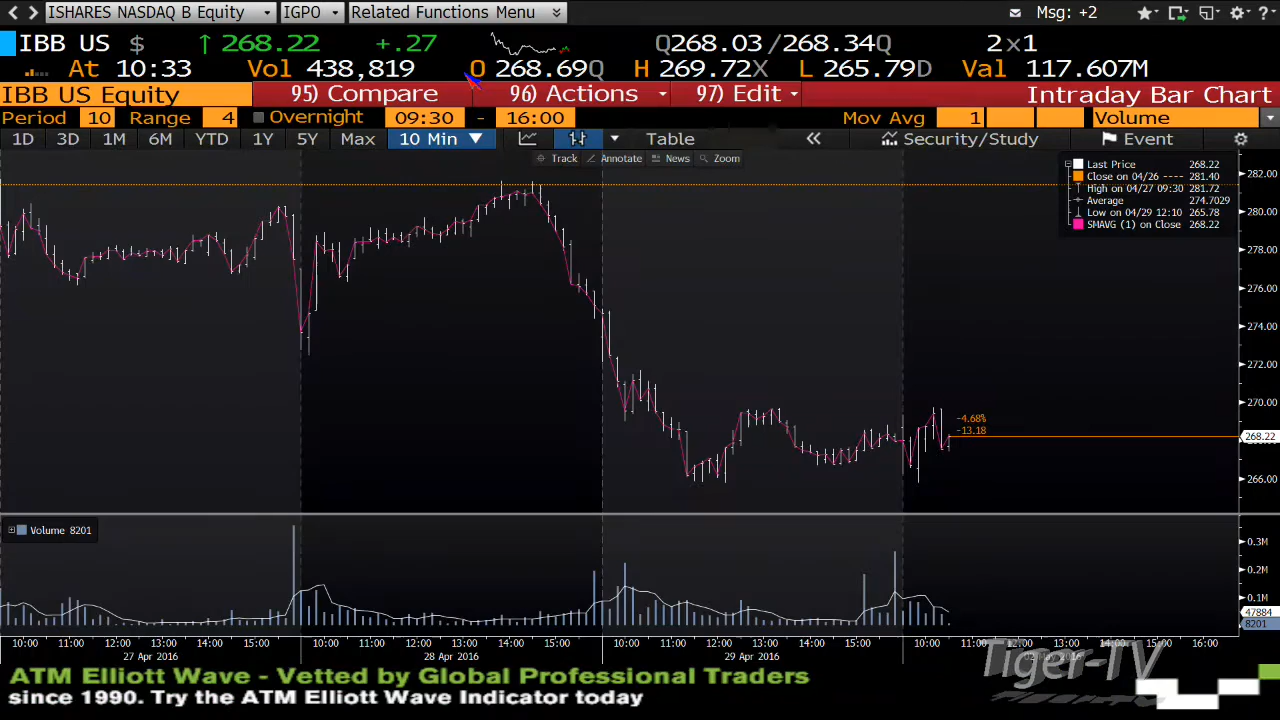 ISHARES NASDAQ B Equity IGPO Related Functions Menu Msg: +2
IBB US $ ↑ 268.22 +.27 Q268.03 / 268.34Q 2 x 1
At 10:33 Vol 438,819 O 268.69Q H 269.72X L 265.79D Val 117.607M
IBB US Equity 95) Compare 96) Actions 97) Edit Intraday Bar Chart
Period 10 Range 4 Overnight 09:30 - 16:00 Mov Avg 1 Volume
1D 3D 1M 6M YTD 1Y 5Y Max 10 Min Table « Security/Study Event
Track Annotate News Zoom
Last Price 268.22
Close on 04/26 ---- 281.40
High on 04/27 09:30 281.72
Average 274.7029
Low on 04/29 12:10 265.78
SMAVG (1) on Close 268.22
282.00
280.00
278.00
276.00
274.00
272.00
270.00
-4.68%
-13.18
268.22
266.00
Volume 8201
0.3M
0.2M
0.1M
47884
8201
10:00 11:00 12:00 13:00 14:00 10:00 11:00 12:00 13:00 14:00 15:00 10:00 11:00 12:00 13:00 14:00 15:00 10:00 11:00 12:00 13:00 14:00 15:00 16:00
27 Apr 2016 28 Apr 2016 29 Apr 2016 02 May 2016
Tiger-TV
ATM Elliott Wave - Vetted by Global Professional Traders
since 1990. Try the ATM Elliott Wave Indicator today